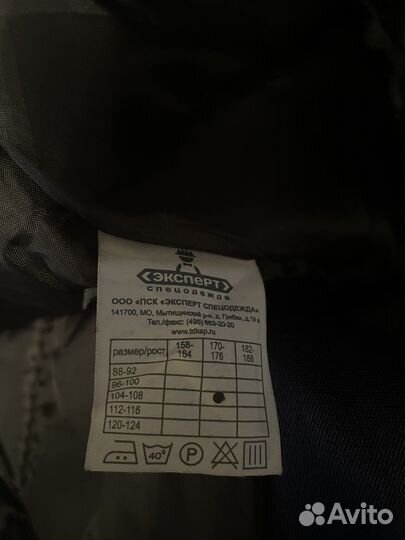 ЭКСПЕРТ
спецодежда
ООО «ПСК «ЭКСПЕРТ СПЕЦОДЕЖДА»
141700, МО, Мытищинский р-н, д. Грибки, д.19 а
Тел./факс: (495) 663-20-20
www.tdkap.ru
размер/рост 158-164 170-176 182-188
88-92
96-100
104-108
112-116
120-124
40°
P
Avito